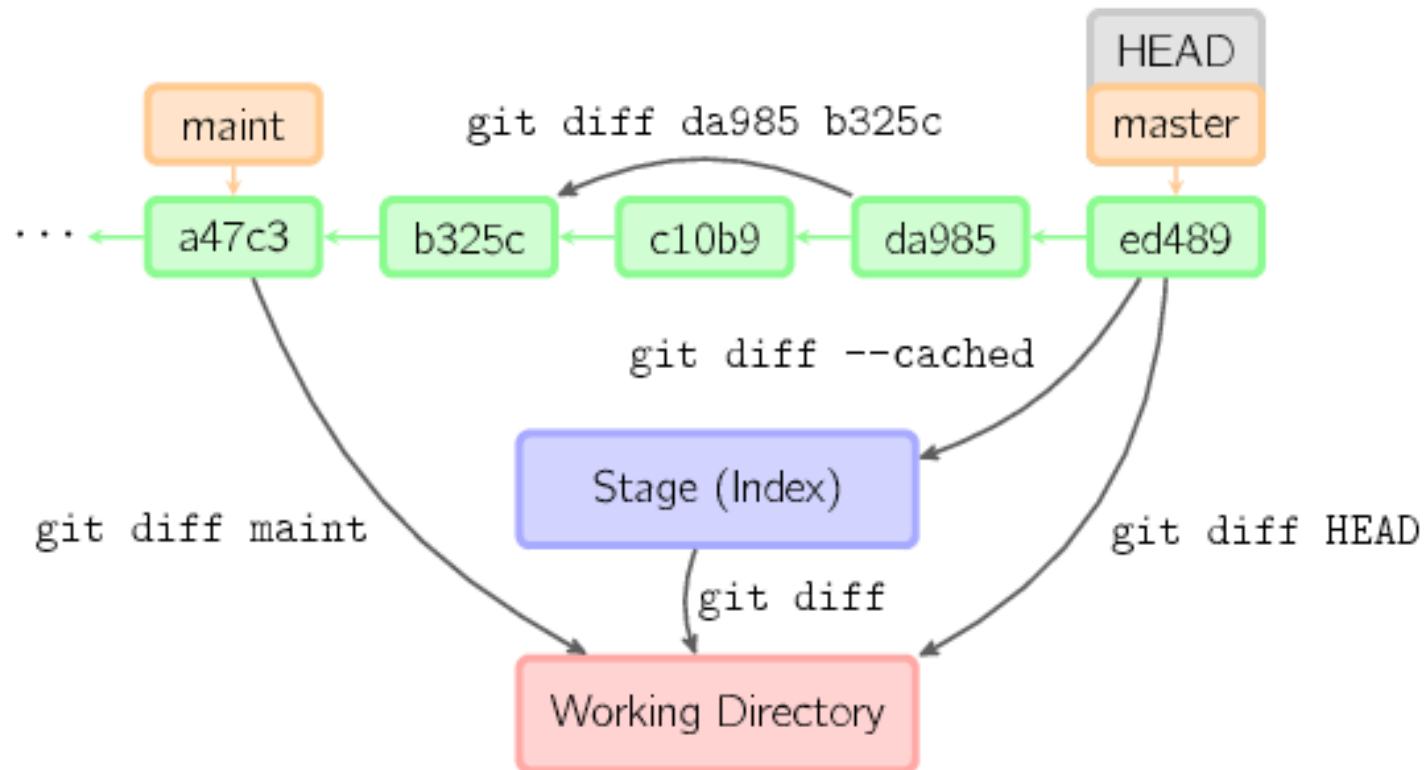 HEAD
maint
git diff da985 b325c
master
... a47c3 b325c c10b9 da985 ed489
git diff --cached
Stage (Index)
git diff maint
git diff HEAD
git diff
Working Directory